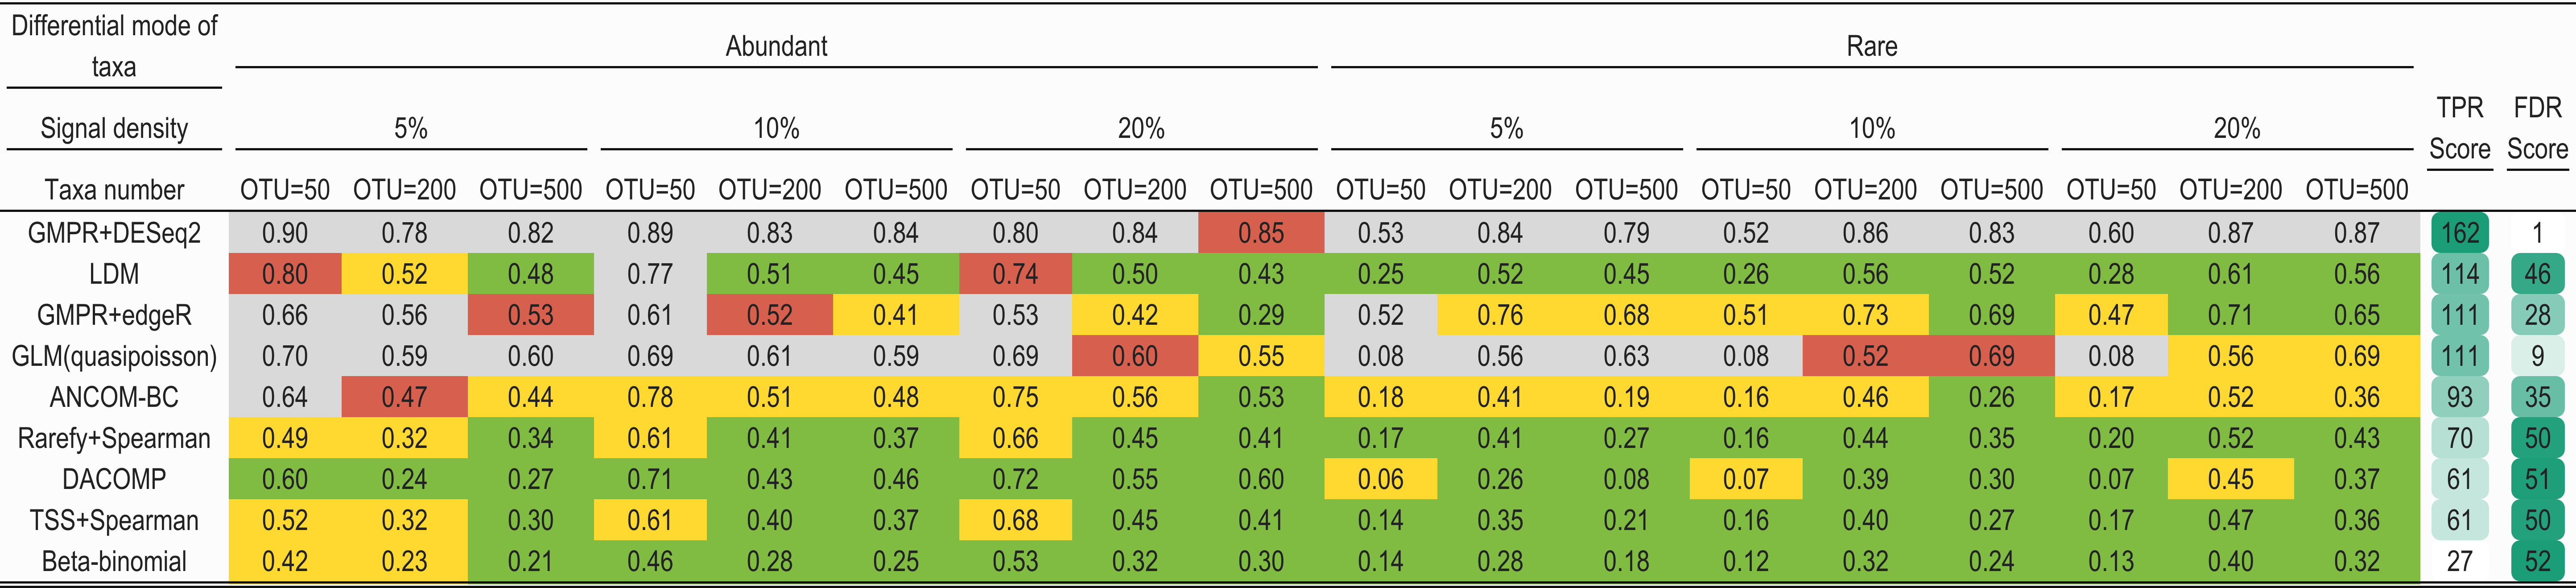 Differential mode of taxa Abundant Rare
Signal density 5% 10% 20% 5% 10% 20% TPR Score FDR Score
Taxa number OTU=50 OTU=200 OTU=500 OTU=50 OTU=200 OTU=500 OTU=50 OTU=200 OTU=500 OTU=50 OTU=200 OTU=500 OTU=50 OTU=200 OTU=500 OTU=50 OTU=200 OTU=500
GMPR+DESeq2 0.90 0.78 0.82 0.89 0.83 0.84 0.80 0.84 0.85 0.53 0.84 0.79 0.52 0.86 0.83 0.60 0.87 0.87 162 1
LDM 0.80 0.52 0.48 0.77 0.51 0.45 0.74 0.50 0.43 0.25 0.52 0.45 0.26 0.56 0.52 0.28 0.61 0.56 114 46
GMPR+edgeR 0.66 0.56 0.53 0.61 0.52 0.41 0.53 0.42 0.29 0.52 0.76 0.68 0.51 0.73 0.69 0.47 0.71 0.65 111 28
GLM(quasipoisson) 0.70 0.59 0.60 0.69 0.61 0.59 0.69 0.60 0.55 0.08 0.56 0.63 0.08 0.52 0.69 0.08 0.56 0.69 111 9
ANCOM-BC 0.64 0.47 0.44 0.78 0.51 0.48 0.75 0.56 0.53 0.18 0.41 0.19 0.16 0.46 0.26 0.17 0.52 0.36 93 35
Rarefy+Spearman 0.49 0.32 0.34 0.61 0.41 0.37 0.66 0.45 0.41 0.17 0.41 0.27 0.16 0.44 0.35 0.20 0.52 0.43 70 50
DACOMP 0.60 0.24 0.27 0.71 0.43 0.46 0.72 0.55 0.60 0.06 0.26 0.08 0.07 0.39 0.30 0.07 0.45 0.37 61 51
TSS+Spearman 0.52 0.32 0.30 0.61 0.40 0.37 0.68 0.45 0.41 0.14 0.35 0.21 0.16 0.40 0.27 0.17 0.47 0.36 61 50
Beta-binomial 0.42 0.23 0.21 0.46 0.28 0.25 0.53 0.32 0.30 0.14 0.28 0.18 0.12 0.32 0.24 0.13 0.40 0.32 27 52